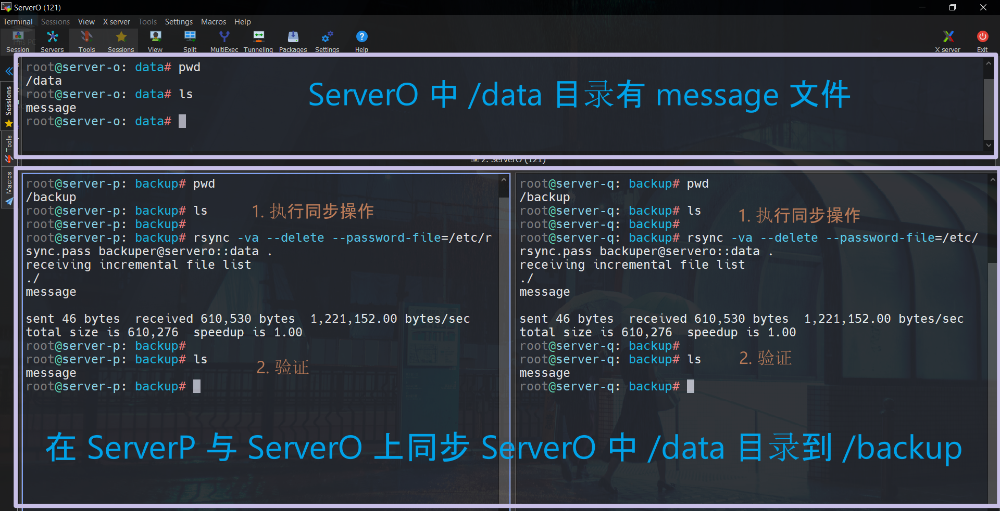 ServerO (121)
Terminal Sessions View X server Tools Settings Macros Help
Session Servers Tools Sessions View Split MultiExec Tunneling Packages Settings Help X server Exit
Sessions
Tools
Macros
root@server-o: data# pwd
/data
root@server-o: data# ls
message
root@server-o: data#
ServerO 中 /data 目录有 message 文件
2. ServerO (121)
root@server-p: backup# pwd
/backup
root@server-p: backup# ls
root@server-p: backup#
root@server-p: backup# rsync -va --delete --password-file=/etc/r
sync.pass backuper@servero::data .
receiving incremental file list
./
message
sent 46 bytes  received 610,530 bytes  1,221,152.00 bytes/sec
total size is 610,276  speedup is 1.00
root@server-p: backup#
root@server-p: backup# ls
message
root@server-p: backup#
1. 执行同步操作
2. 验证
root@server-q: backup# pwd
/backup
root@server-q: backup# ls
root@server-q: backup#
root@server-q: backup# rsync -va --delete --password-file=/etc/
rsync.pass backuper@servero::data .
receiving incremental file list
./
message
sent 46 bytes  received 610,530 bytes  1,221,152.00 bytes/sec
total size is 610,276  speedup is 1.00
root@server-q: backup#
root@server-q: backup# ls
message
root@server-q: backup#
1. 执行同步操作
2. 验证
在 ServerP 与 ServerO 上同步 ServerO 中 /data 目录到 /backup